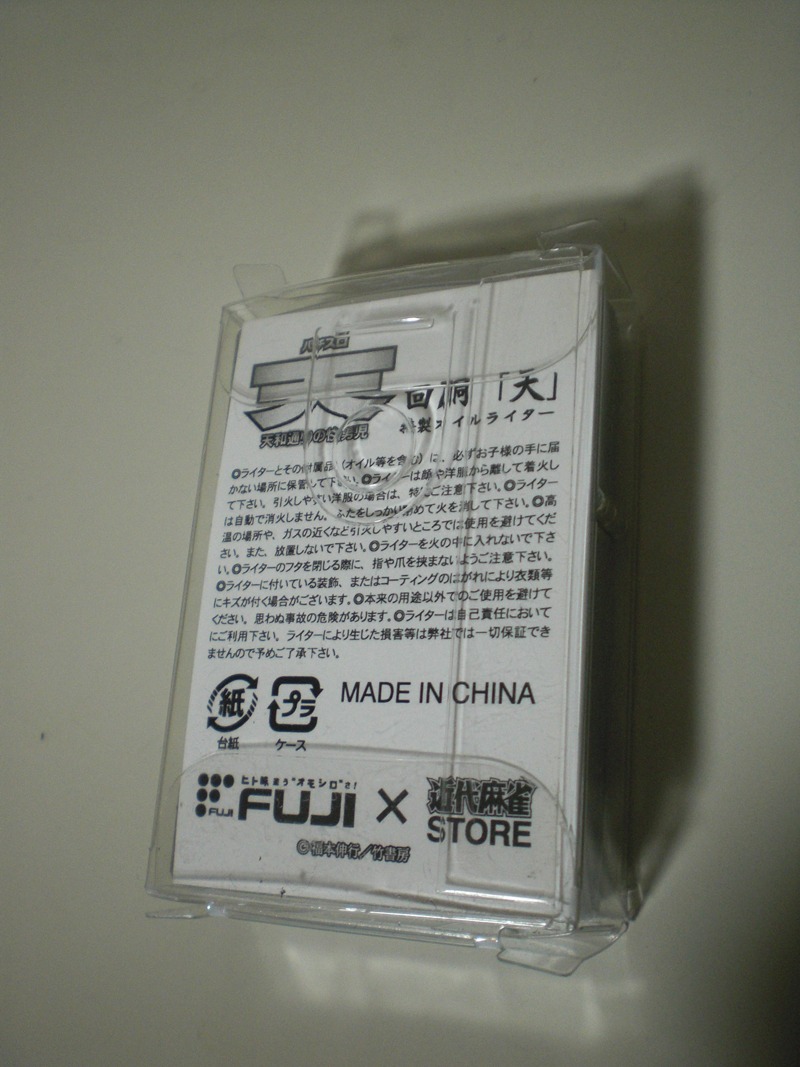 パチスロ
天
天和通りの快男児
回胴「天」
特製オイルライター
◎ライターとその付属品(オイル等を含む)は、必ずお子様の手に届
かない場所に保管して下さい。◎ライターは顔や洋服から離して着火し
て下さい。引火しやすい洋服の場合は、特にご注意下さい。◎ライター
は自動で消火しません。ふたをしっかり閉めて火を消して下さい。◎高
温の場所や、ガスの近くなど引火しやすいところでは使用を避けてくだ
さい。また、放置しないで下さい。◎ライターを火の中に入れないで下さ
い。◎ライターのフタを閉じる際に、指や爪を挟まないようご注意下さい。
◎ライターに付いている装飾、またはコーティングのはがれにより衣類等
にキズが付く場合がございます。◎本来の用途以外でのご使用を避けて
ください。思わぬ事故の危険があります。◎ライターは自己責任において
にご利用下さい。ライターにより生じた損害等は弊社では一切保証でき
ませんので予めご了承下さい。
紙 プラ MADE IN CHINA
台紙 ケース
ヒト味違う"オモシロ"さ!
FUJI FUJI × 近代麻雀
STORE
©福本伸行/竹書房